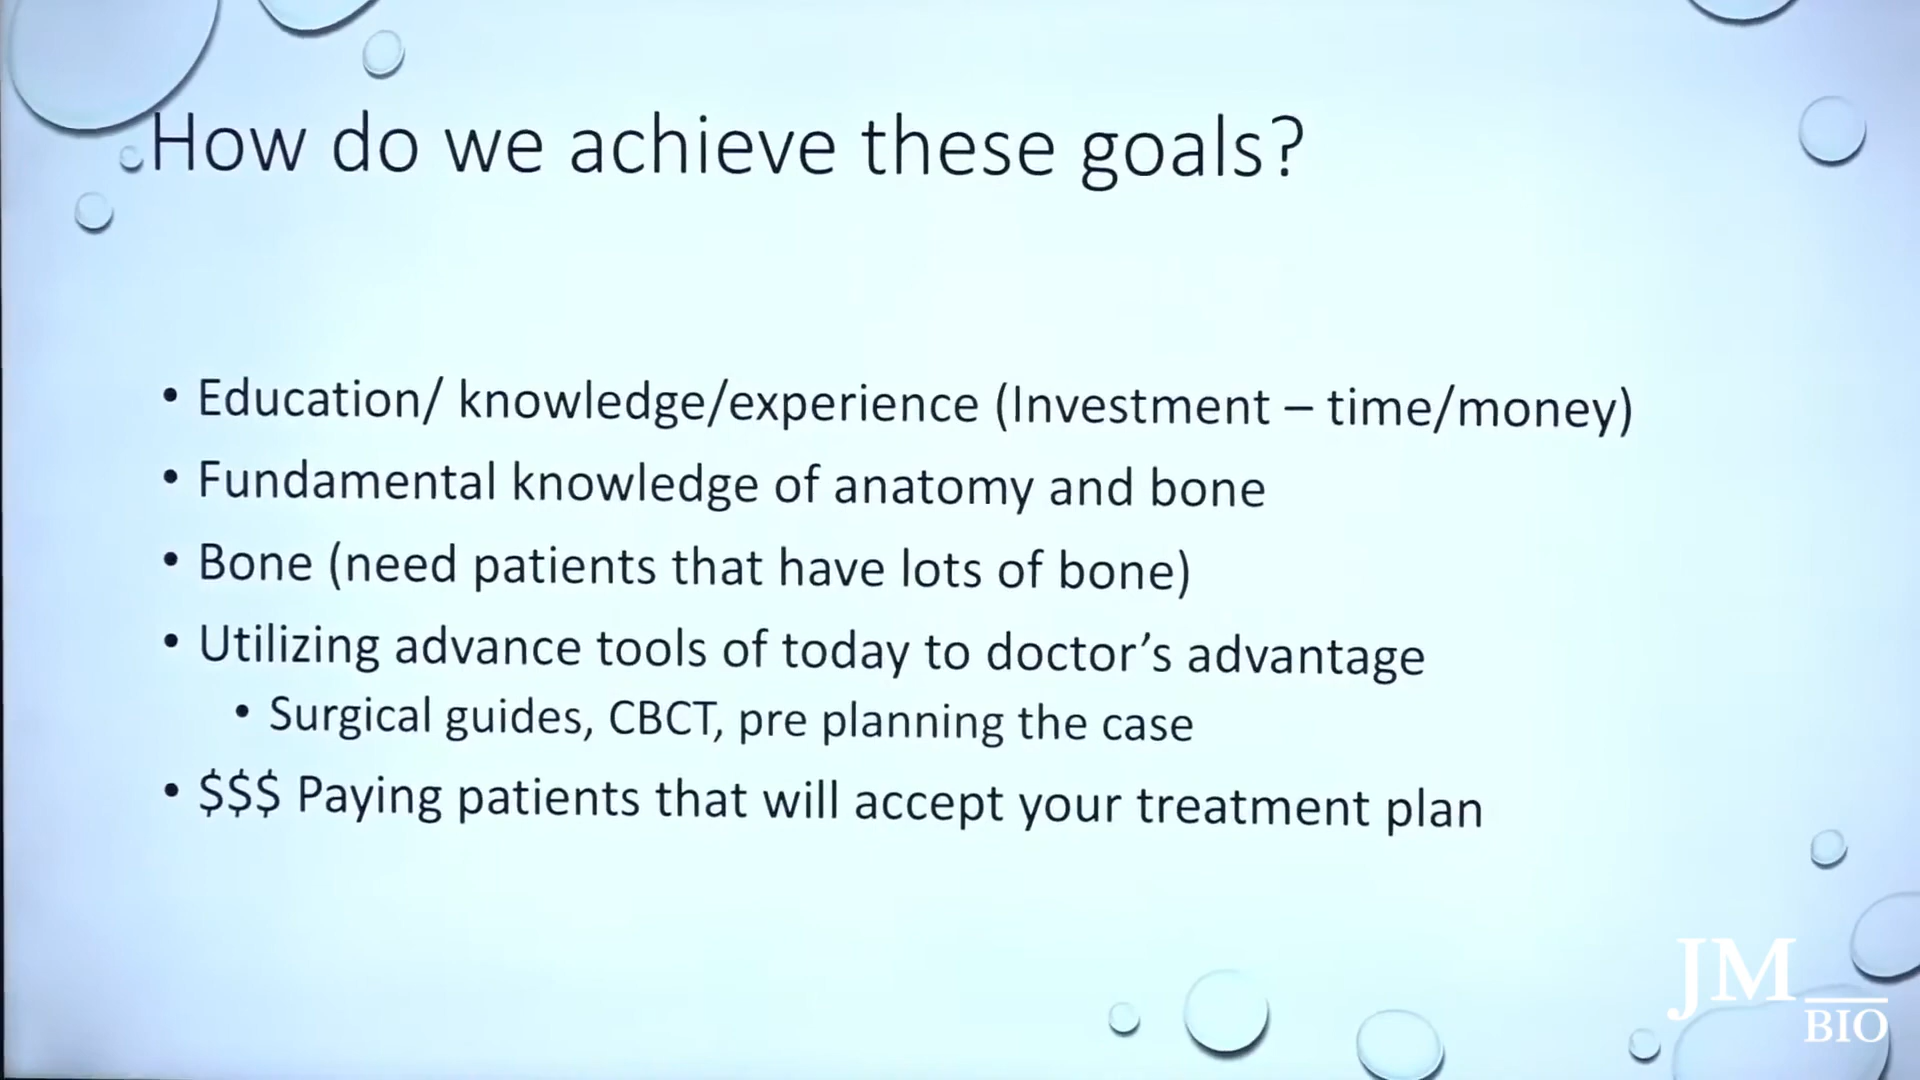 How do we achieve these goals?
• Education/ knowledge/experience (Investment – time/money)
• Fundamental knowledge of anatomy and bone
• Bone (need patients that have lots of bone)
• Utilizing advance tools of today to doctor’s advantage
• Surgical guides, CBCT, pre planning the case
• $$$ Paying patients that will accept your treatment plan
JM
BIO